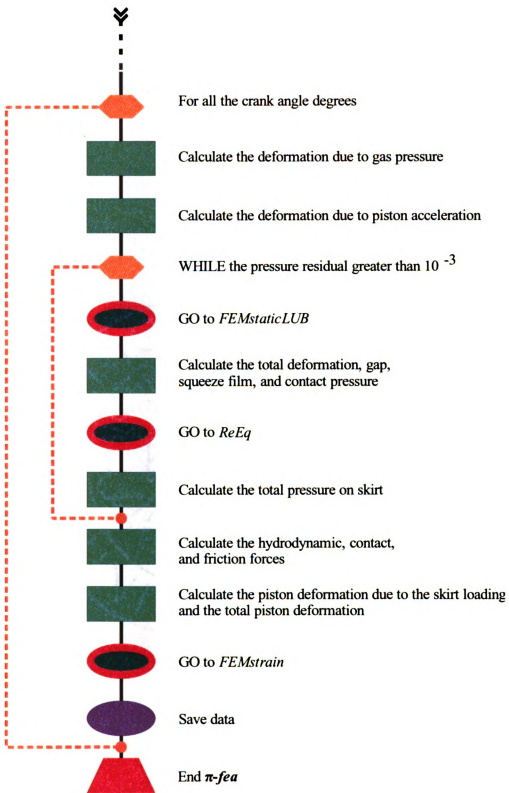 For all the crank angle degrees
Calculate the deformation due to gas pressure
Calculate the deformation due to piston acceleration
WHILE the pressure residual greater than 10 -3
GO to FEMstaticLUB
Calculate the total deformation, gap,
squeeze film, and contact pressure
GO to ReEq
Calculate the total pressure on skirt
Calculate the hydrodynamic, contact,
and friction forces
Calculate the piston deformation due to the skirt loading
and the total piston deformation
GO to FEMstrain
Save data
End π-fea